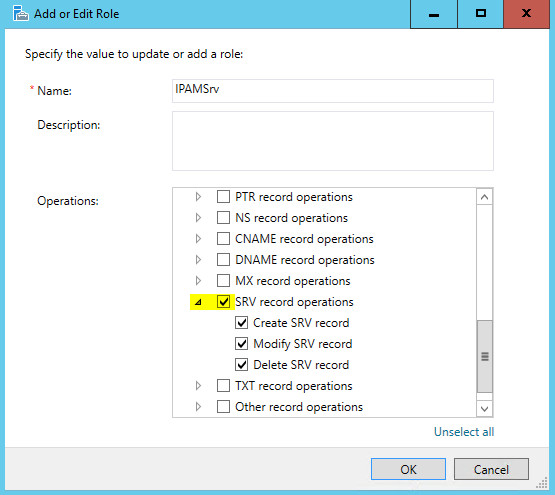 Add or Edit Role
Specify the value to update or add a role:
* Name:
IPAMSrv
Description:
Operations:
PTR record operations
NS record operations
CNAME record operations
DNAME record operations
MX record operations
SRV record operations
Create SRV record
Modify SRV record
Delete SRV record
TXT record operations
Other record operations
Unselect all
OK
Cancel